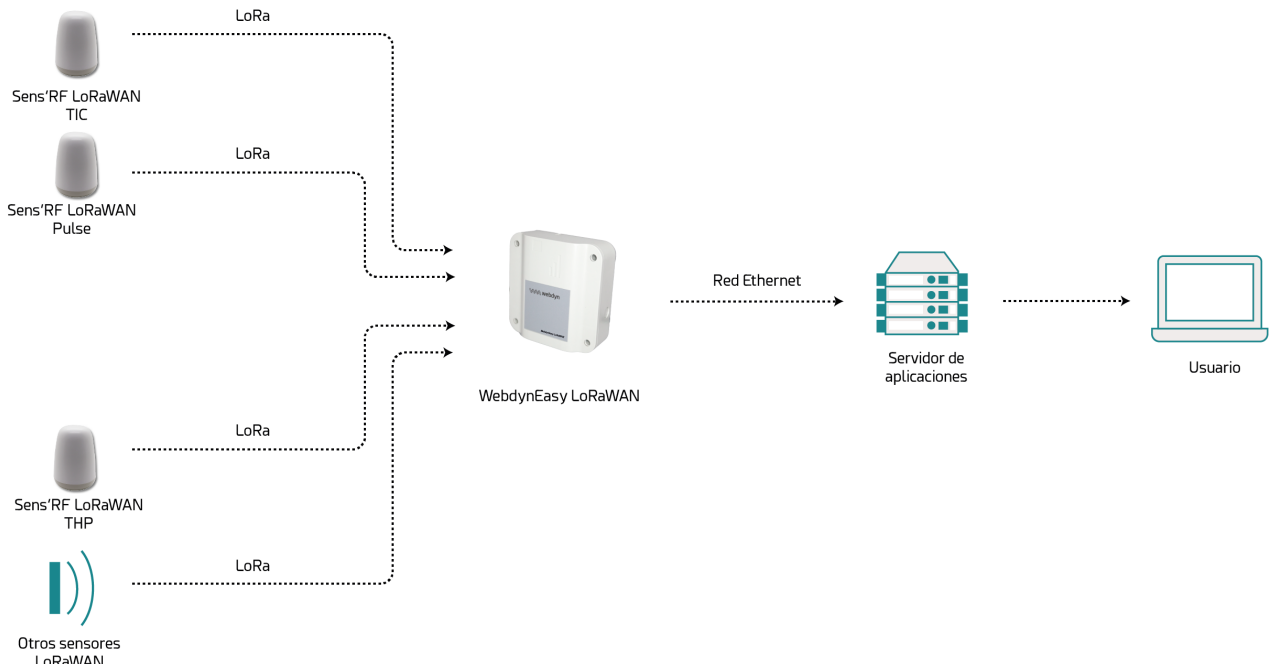 LoRa
Sens'RF LoRaWAN
TIC
LoRa
Sens'RF LoRaWAN
Pulse
webdyn
WebdynEasy LoRaWAN
Red Ethernet
Servidor de
aplicaciones
Usuario
LoRa
Sens'RF LoRaWAN
THP
LoRa
Otros sensores
LoRaWAN